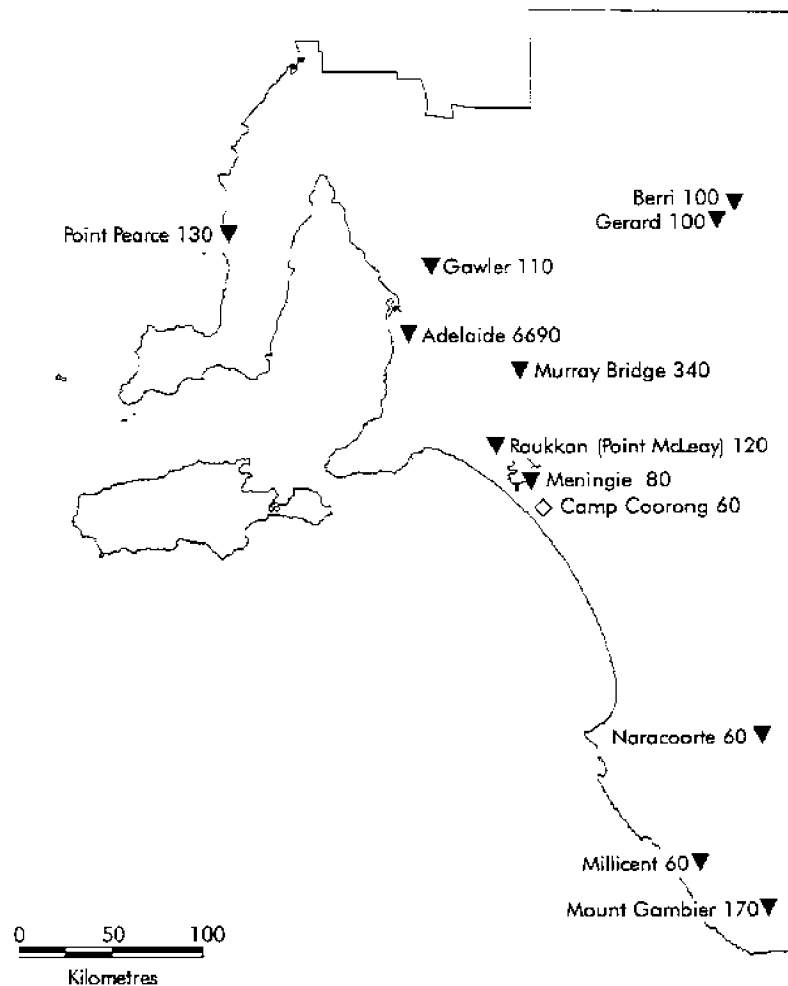 Berri 100
Gerard 100
Point Pearce 130
Gawler 110
Adelaide 6690
Murray Bridge 340
Raukkan (Point McLeay) 120
Meningie 80
Camp Coorong 60
Naracoorte 60
Millicent 60
Mount Gambier 170
0 50 100
Kilometres